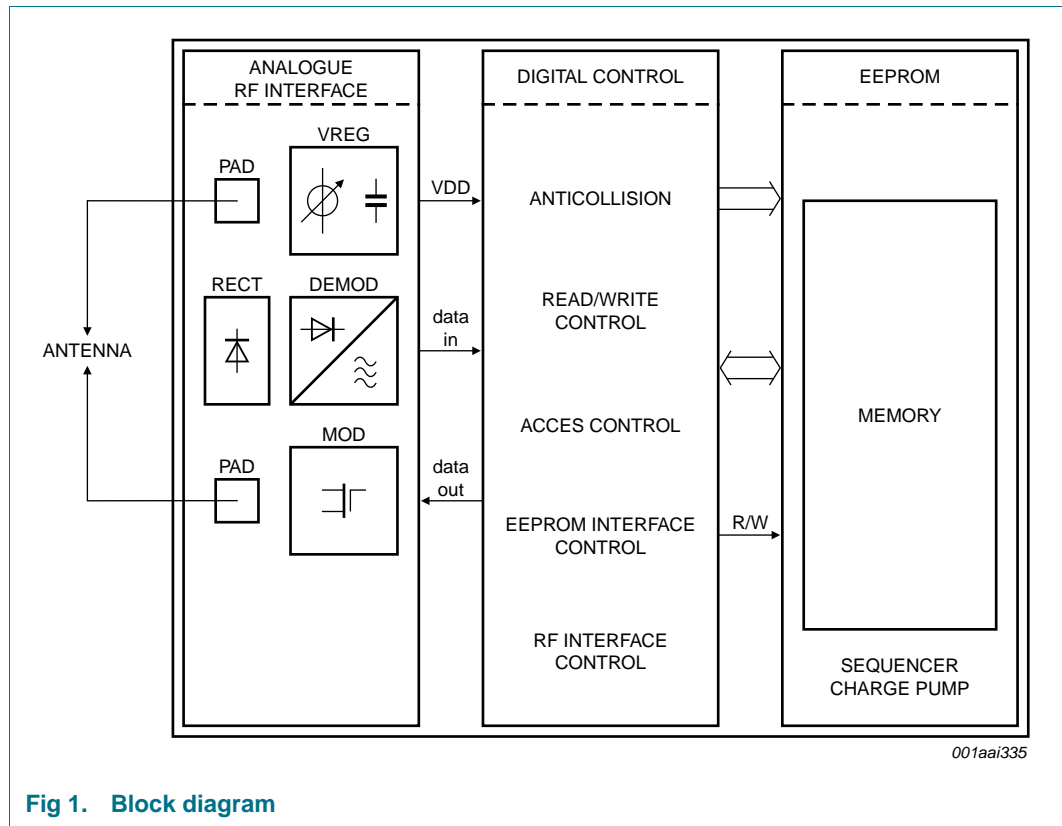 ANALOGUE
RF INTERFACE
DIGITAL CONTROL
EEPROM
VREG
PAD
VDD
ANTICOLLISION
RECT
DEMOD
data
in
READ/WRITE
CONTROL
ANTENNA
MEMORY
ACCES CONTROL
MOD
PAD
data
out
EEPROM INTERFACE
CONTROL
R/W
RF INTERFACE
CONTROL
SEQUENCER
CHARGE PUMP
001aai335
Fig 1. Block diagram